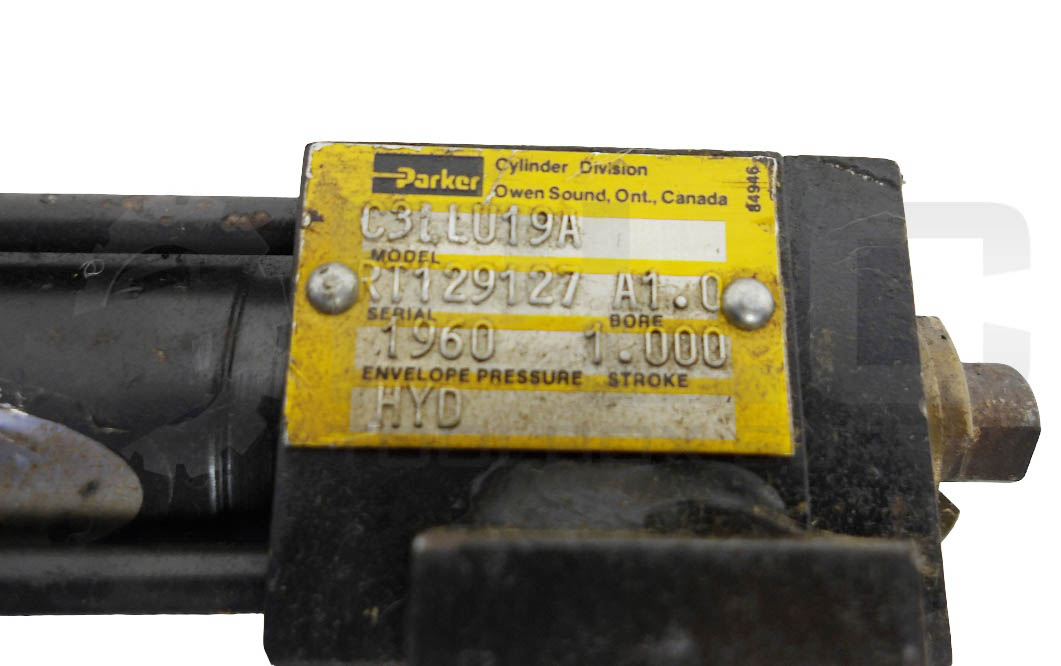 Parker
Cylinder Division
Owen Sound, Ont., Canada
84946
C3LLU19A
MODEL
RT129127 A1.0
SERIAL BORE
1960 1.000
ENVELOPE PRESSURE STROKE
HYD